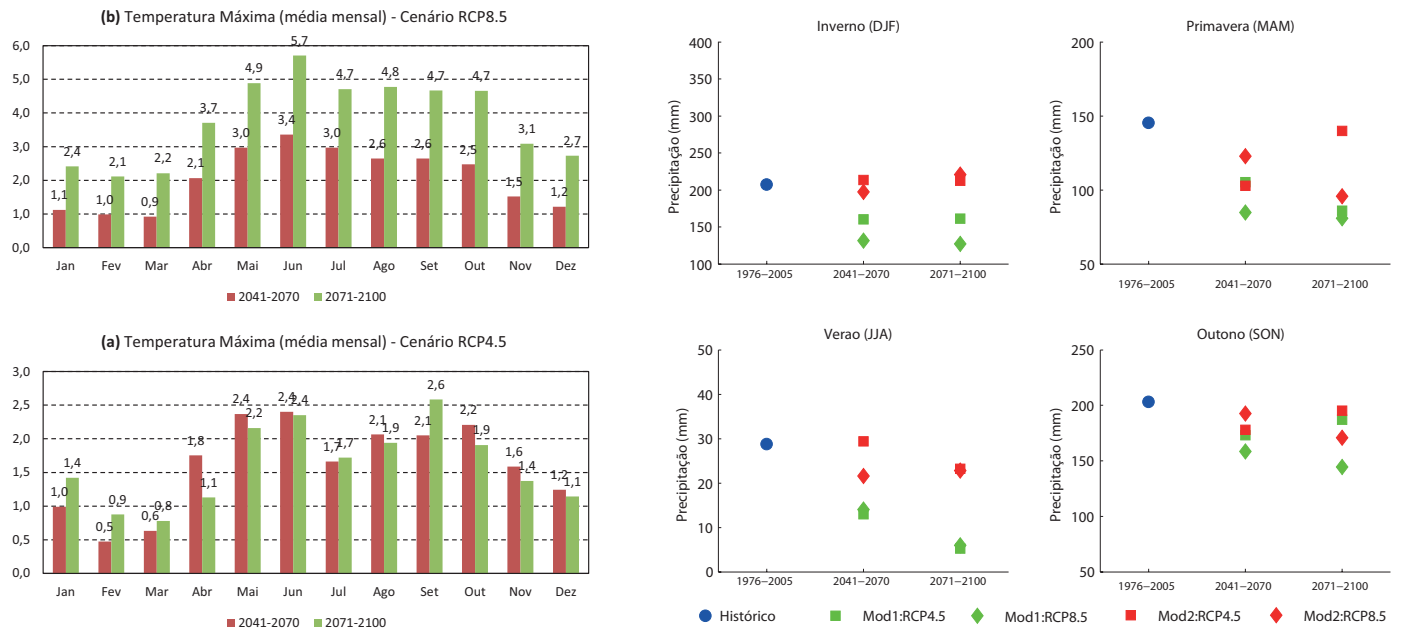 (b) Temperatura Máxima (média mensal) - Cenário RCP8.5
6,0
5,0
4,0
3,0
2,0
1,0
0,0
1,1 2,4 1,0 2,1 0,9 2,2 2,1 3,7 3,0 4,9 3,4 5,7 3,0 4,7 2,6 4,8 2,6 4,7 2,5 4,7 1,5 3,1 1,2 2,7
Jan Fev Mar Abr Mai Jun Jul Ago Set Out Nov Dez
2041-2070 2071-2100
(a) Temperatura Máxima (média mensal) - Cenário RCP4.5
3,0
2,5
2,0
1,5
1,0
0,5
0,0
1,0 1,4 0,5 0,9 0,6 0,8 1,8 1,1 2,4 2,2 2,4 2,4 1,7 1,7 2,1 1,9 2,1 2,6 2,2 1,9 1,6 1,4 1,2 1,1
Jan Fev Mar Abr Mai Jun Jul Ago Set Out Nov Dez
2041-2070 2071-2100
Inverno (DJF)
Precipitação (mm)
400
350
300
250
200
150
100
1976–2005 2041–2070 2071–2100
Primavera (MAM)
Precipitação (mm)
200
150
100
50
1976–2005 2041–2070 2071–2100
Verao (JJA)
Precipitação (mm)
50
40
30
20
10
0
1976–2005 2041–2070 2071–2100
Outono (SON)
Precipitação (mm)
250
200
150
100
50
1976–2005 2041–2070 2071–2100
Histórico Mod1:RCP4.5 Mod1:RCP8.5 Mod2:RCP4.5 Mod2:RCP8.5